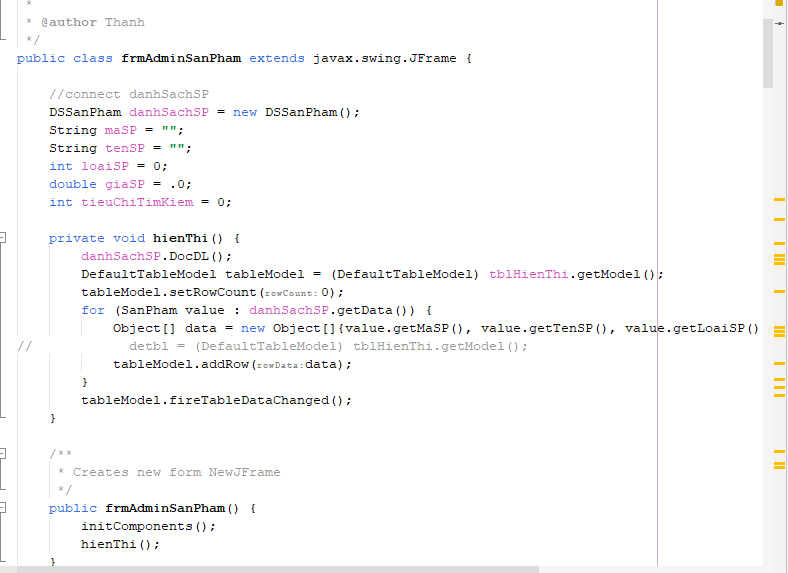 *
* @author Thanh
*/
public class frmAdminSanPham extends javax.swing.JFrame {
//connect danhSachSP
DSSanPham danhSachSP = new DSSanPham();
String maSP = "";
String tenSP = "";
int loaiSP = 0;
double giaSP = .0;
int tieuChiTimKiem = 0;
private void hienThi() {
danhSachSP.DocDL();
DefaultTableModel tableModel = (DefaultTableModel) tblHienThi.getModel();
tableModel.setRowCount(rowCount: 0);
for (SanPham value : danhSachSP.getData()) {
Object[] data = new Object[]{value.getMaSP(), value.getTenSP(), value.getLoaiSP()
// detbl = (DefaultTableModel) tblHienThi.getModel();
tableModel.addRow(rowData: data);
}
tableModel.fireTableDataChanged();
}
/**
* Creates new form NewJFrame
*/
public frmAdminSanPham() {
initComponents();
hienThi();
}